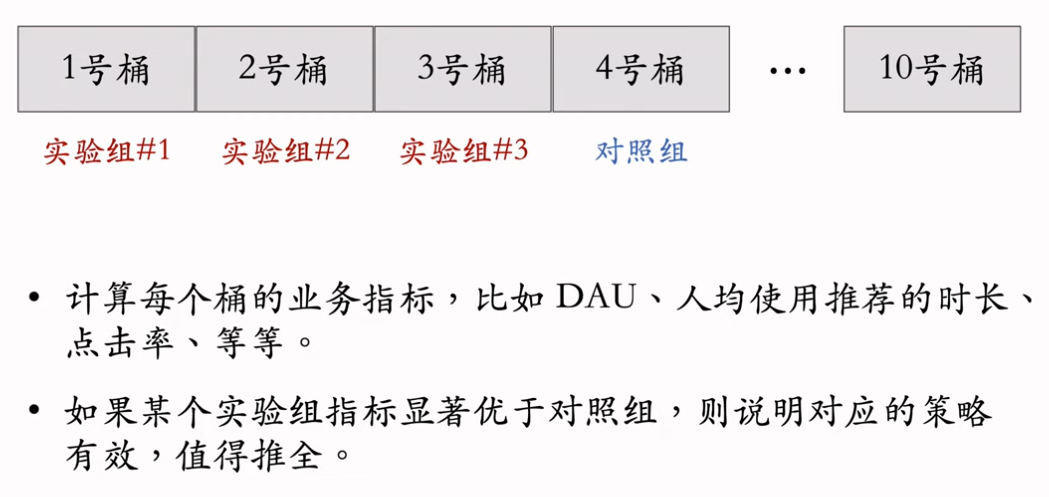 1号桶 2号桶 3号桶 4号桶 … 10号桶
实验组#1 实验组#2 实验组#3 对照组
• 计算每个桶的业务指标，比如 DAU、人均使用推荐的时长、
点击率、等等。
• 如果某个实验组指标显著优于对照组，则说明对应的策略
有效，值得推全。